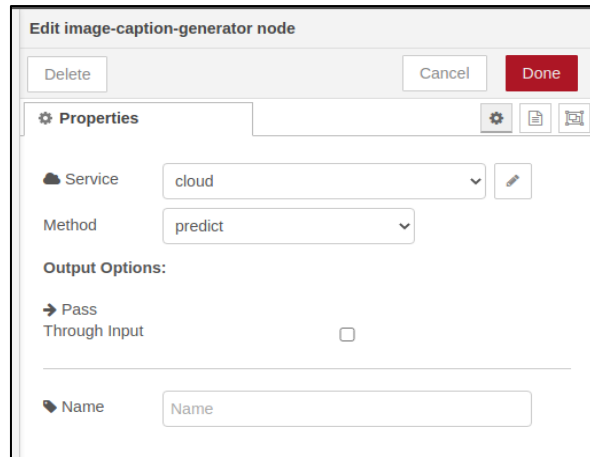 Edit image-caption-generator node
Delete
Cancel
Done
Properties
Service
cloud
Method
predict
Output Options:
Pass
Through Input
Name
Name